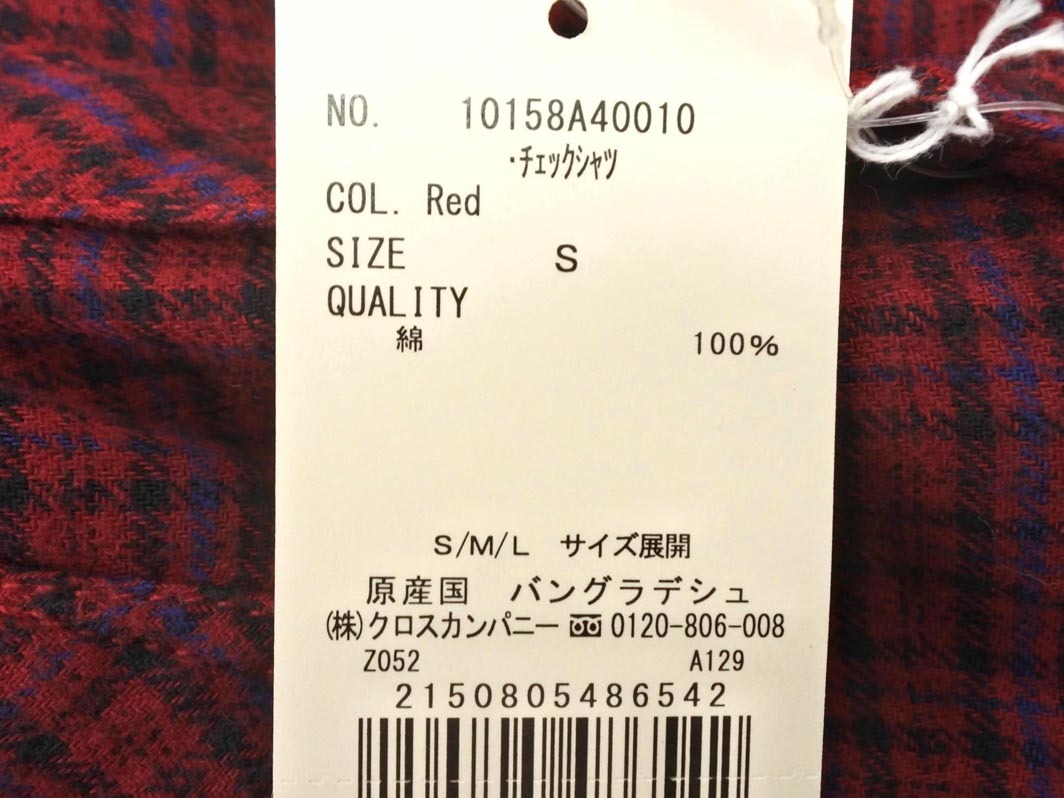 NO. 10158A40010
・チェックシャツ
COL. Red
SIZE S
QUALITY
綿 100%
S/M/L サイズ展開
原産国 バングラデシュ
(株)クロスカンパニー 0120-806-008
Z052 A129
2150805486542